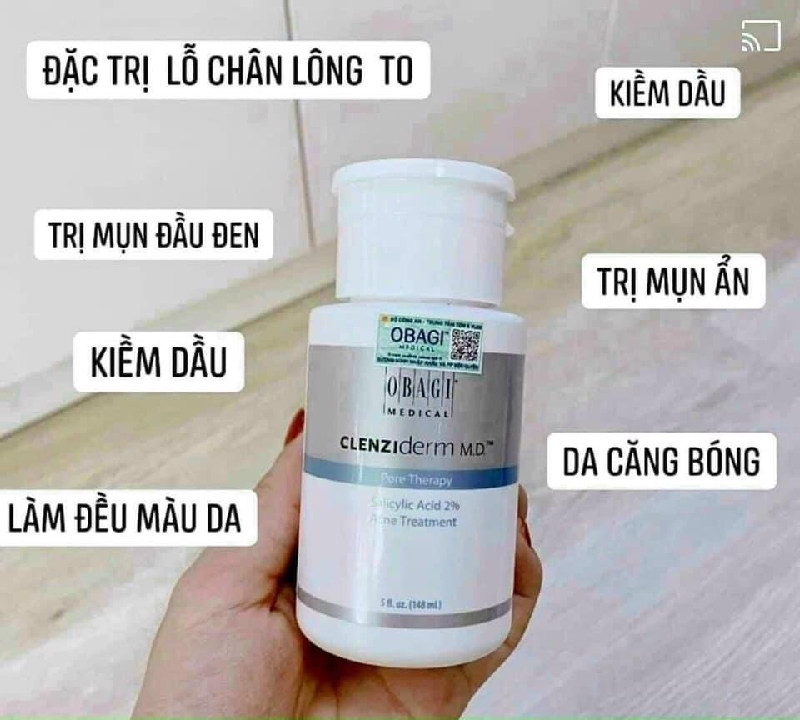 ĐẶC TRỊ LỖ CHÂN LÔNG TO
KIỀM DẦU
TRỊ MỤN ĐẦU ĐEN
TRỊ MỤN ẨN
KIỀM DẦU
DA CĂNG BÓNG
LÀM ĐỀU MÀU DA
OBAGI
MEDICAL
OBAGI
MEDICAL
CLENZIderm M.D.™
Pore Therapy
Salicylic Acid 2%
Acne Treatment
5 fl. oz. (148 ml)